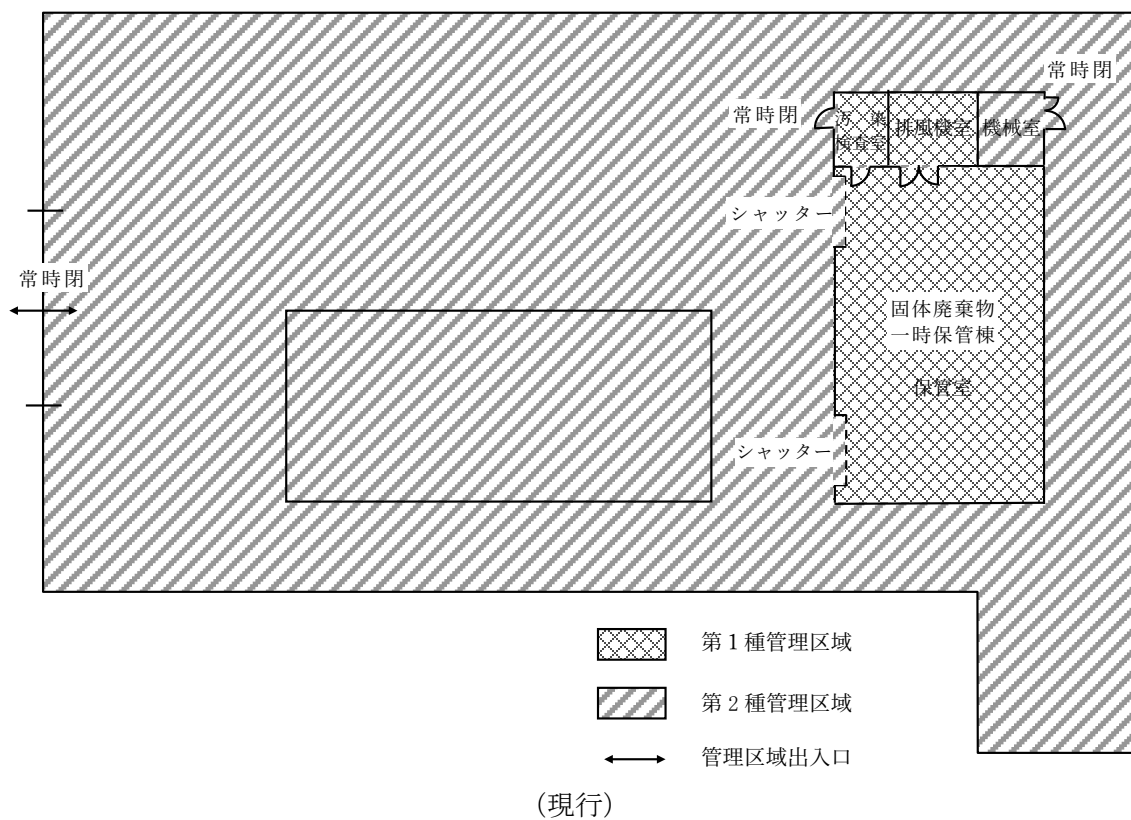 常時閉
常時閉
汚　染
検査室
排風機室
機械室
シャッター
常時閉
固体廃棄物
一時保管棟
保管室
シャッター
第１種管理区域
第２種管理区域
管理区域出入口
(現行)